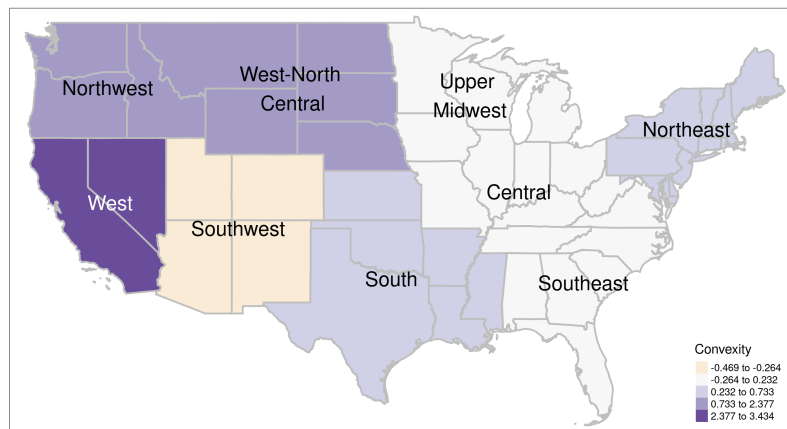 Northwest
West-North
Central
Upper
Midwest
Northeast
West
Southwest
Central
South
Southeast
Convexity
-0.469 to -0.264
-0.264 to 0.232
0.232 to 0.733
0.733 to 2.377
2.377 to 3.434